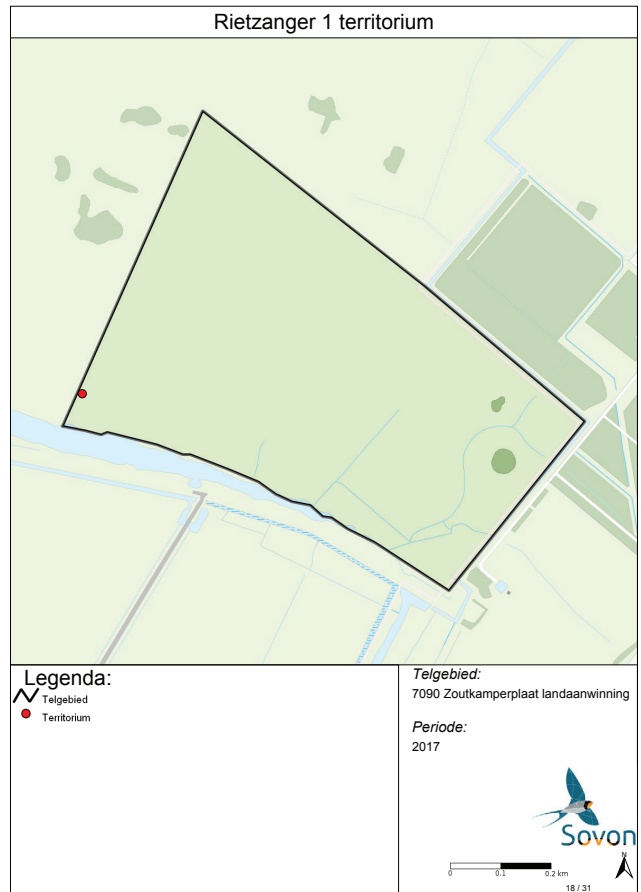 Rietzanger 1 territorium
Legenda:
Telgebied
Territorium
Telgebied:
7090 Zoutkamperplaat landaanwinning
Periode:
2017
Sovon
N
0 0.1 0.2 km
18 / 31